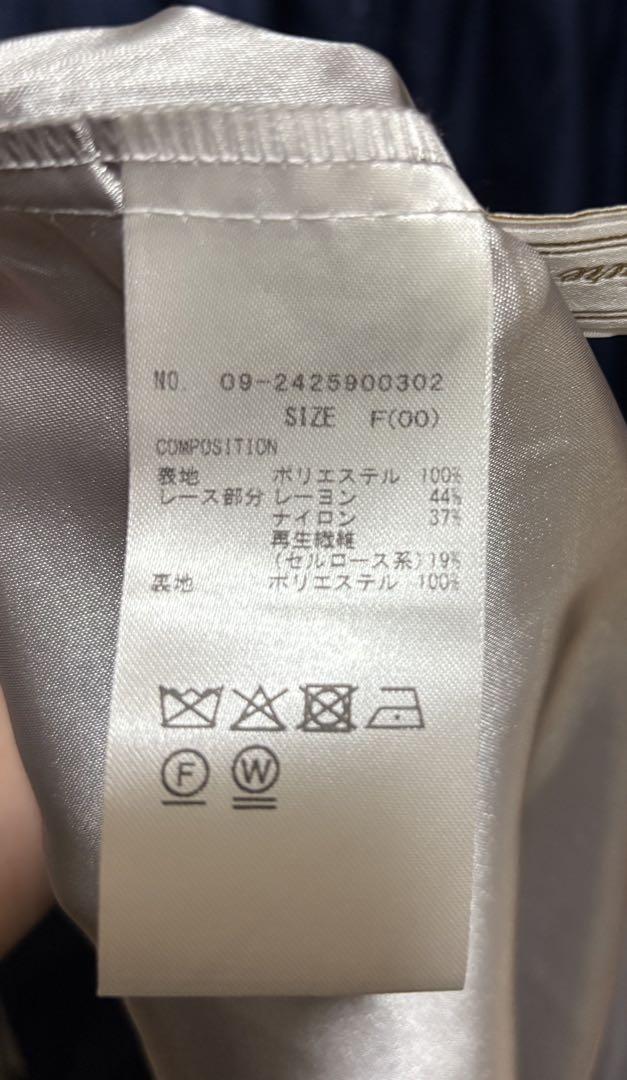 NO. 09-2425900302
SIZE F(00)
COMPOSITION
表地 ポリエステル 100%
レース部分 レーヨン 44%
ナイロン 37%
再生繊維
(セルロース系)19%
裏地 ポリエステル 100%
F W